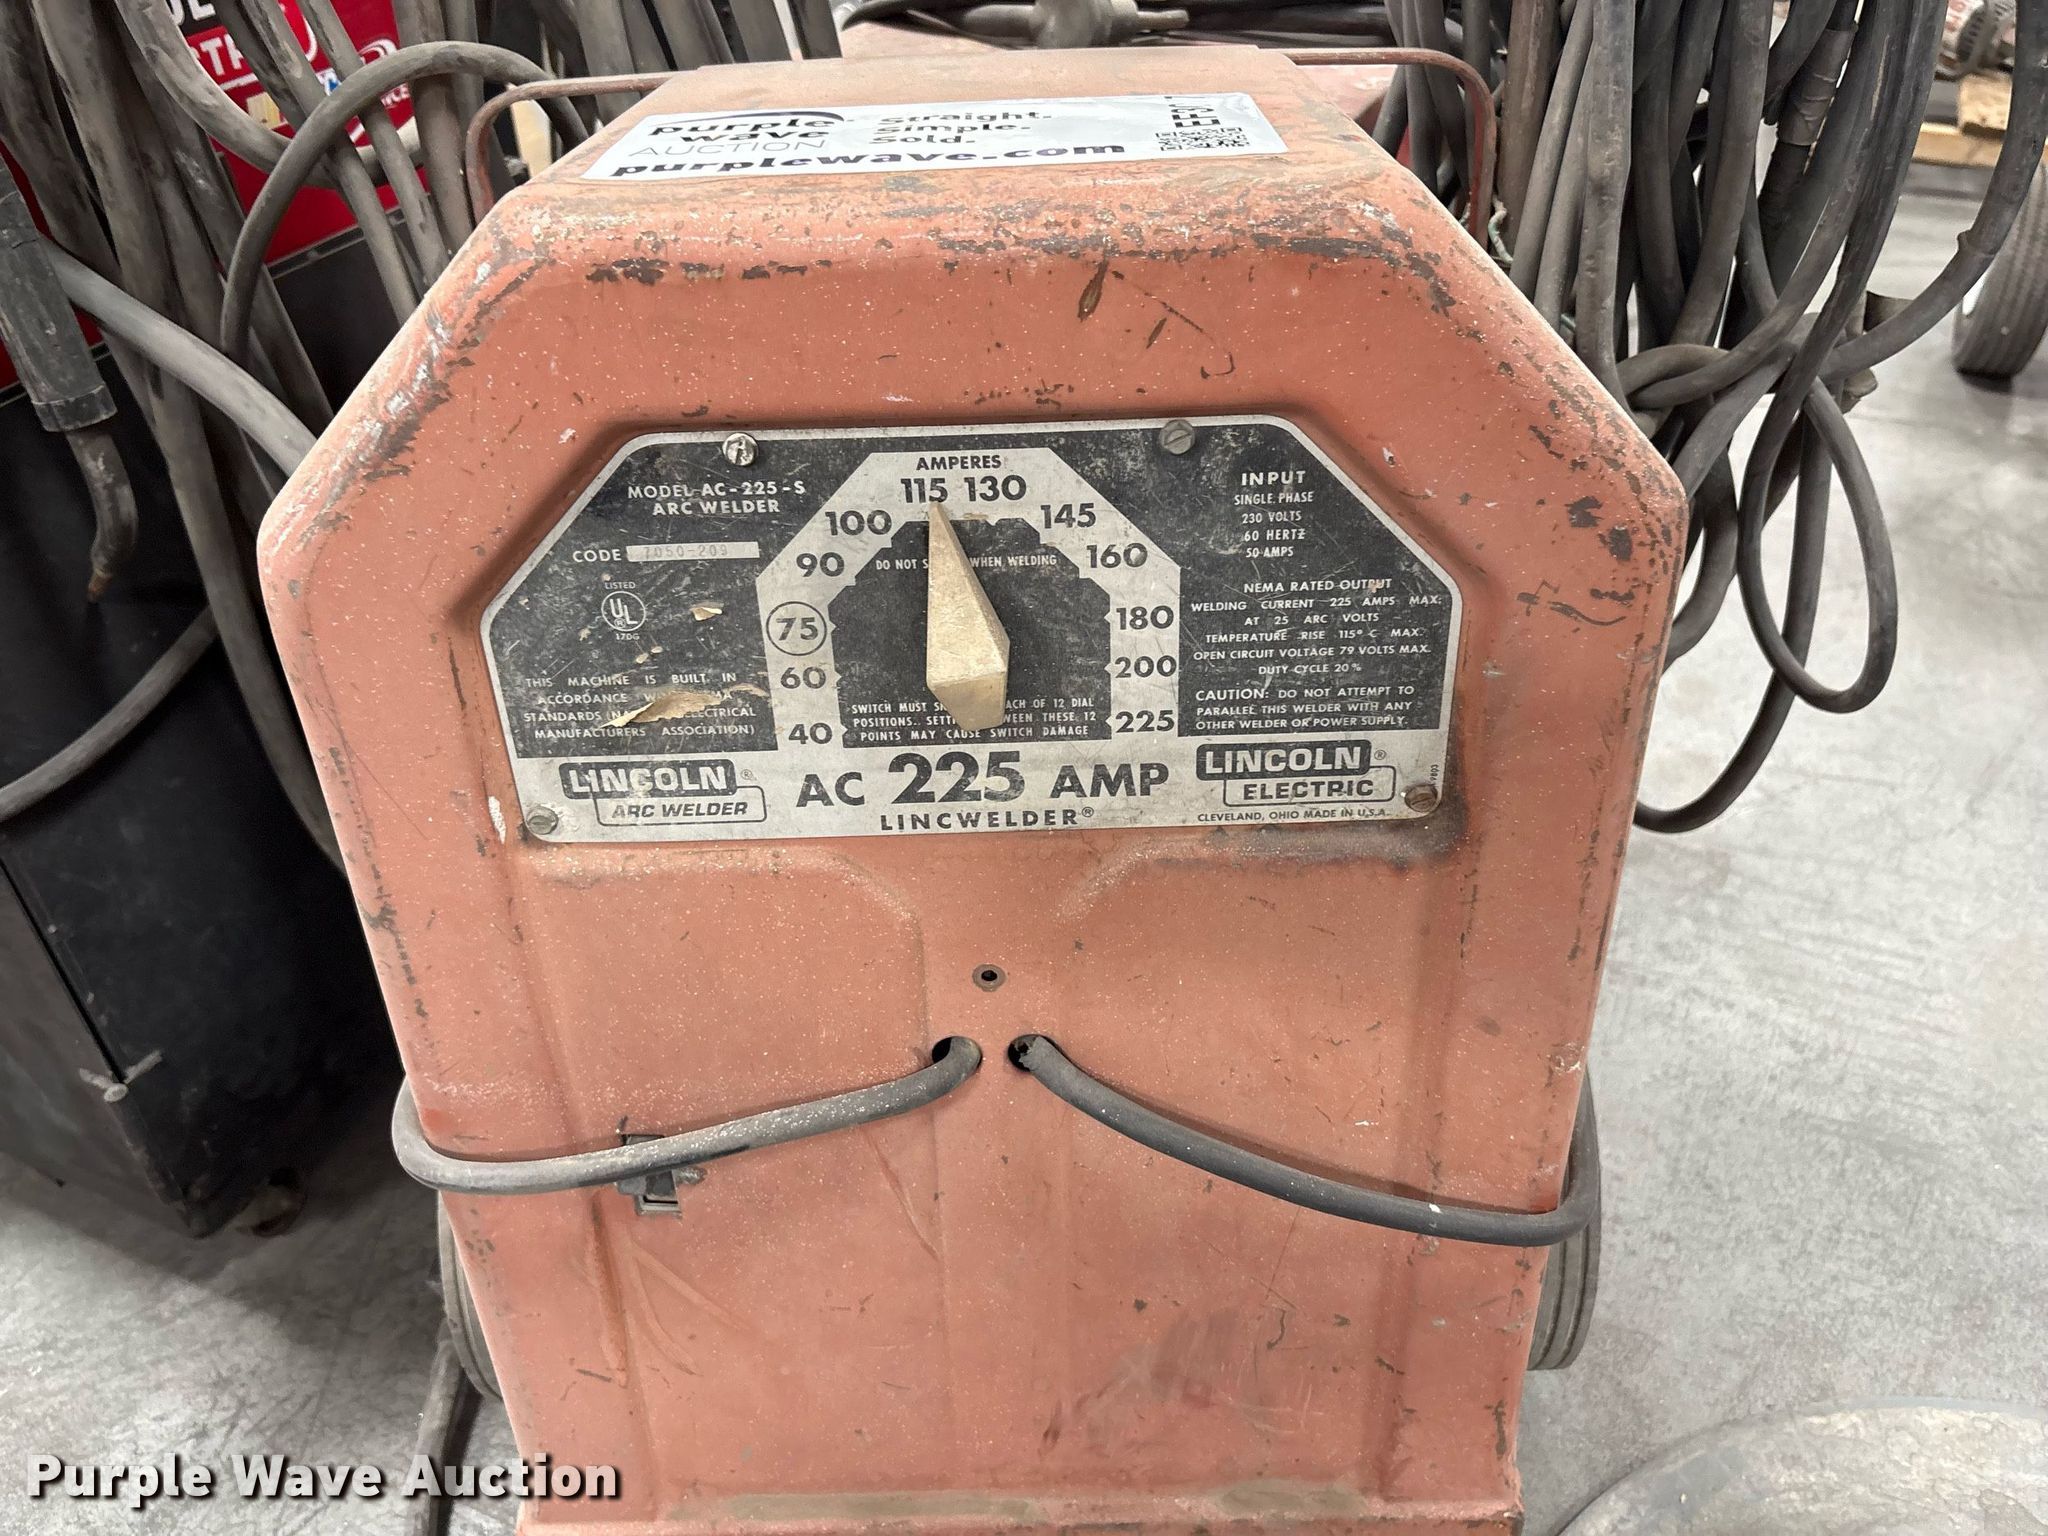 purple
wave
AUCTION
Straight.
Simple.
Sold.
purplewave.com
AMPERES
115 130
100 145
90 160
75 180
60 200
40 225
MODEL AC-225-S
ARC WELDER
CODE 7050-209
LISTED
UL
170G
THIS MACHINE IS BUILT IN
ACCORDANCE
STANDARDS ELECTRICAL
MANUFACTURERS ASSOCIATION)
DO NOT WHEN WELDING
SWITCH MUST EACH OF 12 DIAL
POSITIONS. THESE 12
POINTS MAY CAUSE SWITCH DAMAGE
INPUT
SINGLE PHASE
230 VOLTS
60 HERTZ
50 AMPS
NEMA RATED OUTPUT
WELDING CURRENT 225 AMPS MAX.
AT 25 ARC VOLTS
TEMPERATURE RISE 115° C MAX.
OPEN CIRCUIT VOLTAGE 79 VOLTS MAX.
DUTY CYCLE 20%
CAUTION: DO NOT ATTEMPT TO
PARALLEL THIS WELDER WITH ANY
OTHER WELDER OR POWER SUPPLY.
LINCOLN®
ARC WELDER
AC 225 AMP
LINCWELDER®
LINCOLN®
ELECTRIC
CLEVELAND, OHIO MADE IN U.S.A.
Purple Wave Auction